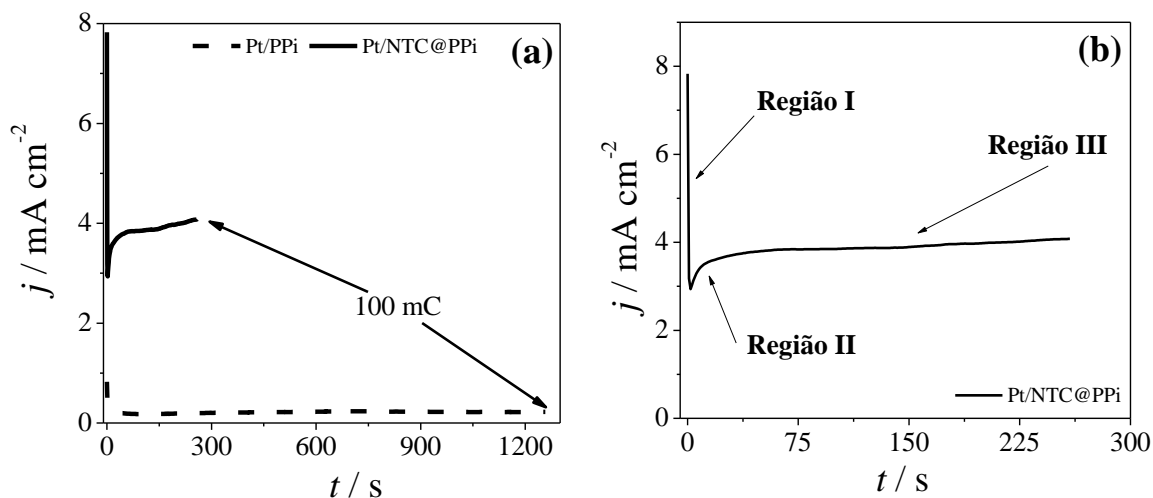 (a)
Pt/PPi
Pt/NTC@PPi
100 mC
j / mA cm⁻²
8
6
4
2
0
0
300
600
900
1200
t / s
(b)
Região I
Região III
Região II
Pt/NTC@PPi
j / mA cm⁻²
8
6
4
2
0
0
75
150
225
300
t / s